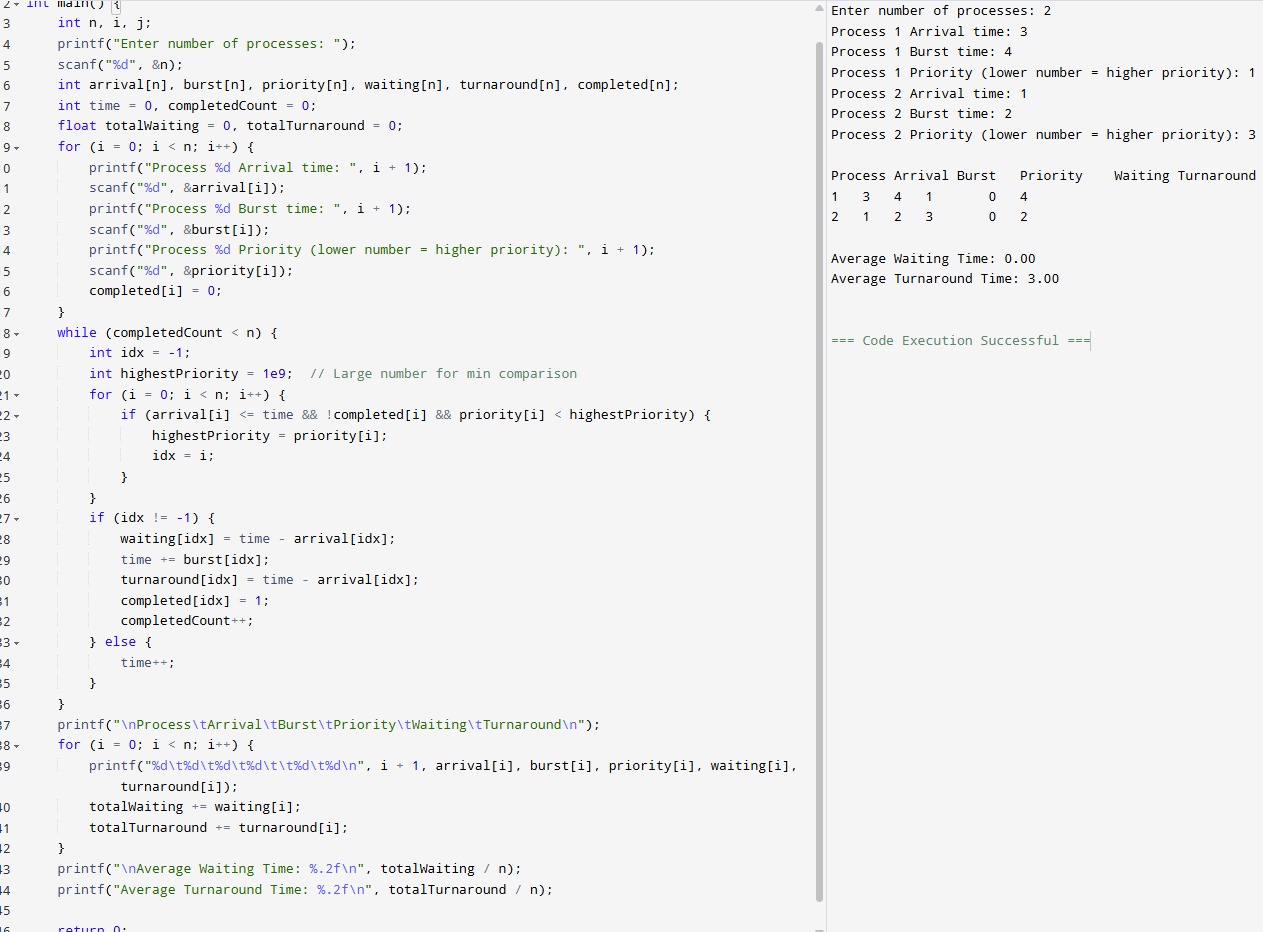 2 int main() {
3 int n, i, j;
4 printf("Enter number of processes: ");
5 scanf("%d", &n);
6 int arrival[n], burst[n], priority[n], waiting[n], turnaround[n], completed[n];
7 int time = 0, completedCount = 0;
8 float totalWaiting = 0, totalTurnaround = 0;
9 for (i = 0; i < n; i++) {
0 printf("Process %d Arrival time: ", i + 1);
1 scanf("%d", &arrival[i]);
2 printf("Process %d Burst time: ", i + 1);
3 scanf("%d", &burst[i]);
4 printf("Process %d Priority (lower number = higher priority): ", i + 1);
5 scanf("%d", &priority[i]);
6 completed[i] = 0;
7 }
8 while (completedCount < n) {
9 int idx = -1;
20 int highestPriority = 1e9;  // Large number for min comparison
21 for (i = 0; i < n; i++) {
22 if (arrival[i] <= time && !completed[i] && priority[i] < highestPriority) {
23 highestPriority = priority[i];
24 idx = i;
25 }
26 }
27 if (idx != -1) {
28 waiting[idx] = time - arrival[idx];
29 time += burst[idx];
30 turnaround[idx] = time - arrival[idx];
31 completed[idx] = 1;
32 completedCount++;
33 } else {
34 time++;
35 }
36 }
37 printf("\nProcess\tArrival\tBurst\tPriority\tWaiting\tTurnaround\n");
38 for (i = 0; i < n; i++) {
39 printf("%d\t%d\t%d\t%d\t\t%d\t%d\n", i + 1, arrival[i], burst[i], priority[i], waiting[i],
turnaround[i]);
40 totalWaiting += waiting[i];
41 totalTurnaround += turnaround[i];
42 }
43 printf("\nAverage Waiting Time: %.2f\n", totalWaiting / n);
44 printf("Average Turnaround Time: %.2f\n", totalTurnaround / n);
45
46 return 0;
Enter number of processes: 2
Process 1 Arrival time: 3
Process 1 Burst time: 4
Process 1 Priority (lower number = higher priority): 1
Process 2 Arrival time: 1
Process 2 Burst time: 2
Process 2 Priority (lower number = higher priority): 3
Process Arrival Burst Priority Waiting Turnaround
1 3 4 1 0 4
2 1 2 3 0 2
Average Waiting Time: 0.00
Average Turnaround Time: 3.00
=== Code Execution Successful ===